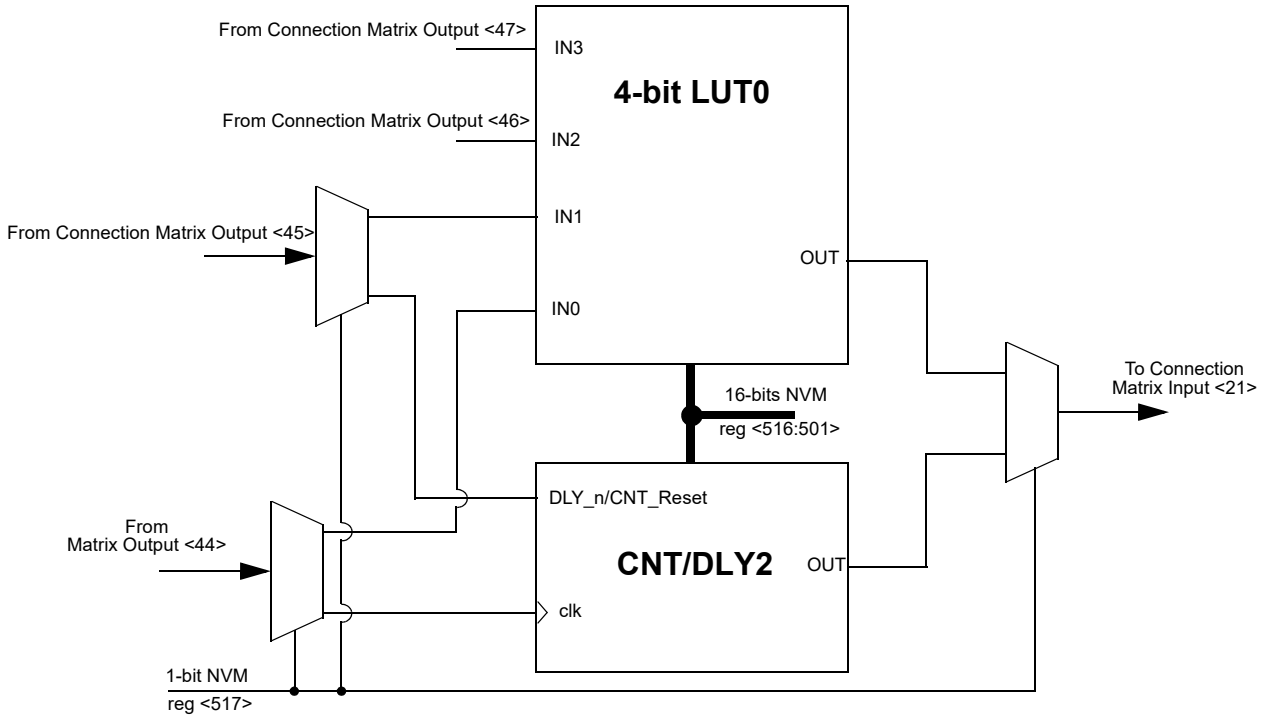 From Connection Matrix Output <47>
IN3
4-bit LUT0
From Connection Matrix Output <46>
IN2
IN1
From Connection Matrix Output <45>
OUT
IN0
To Connection
Matrix Input <21>
16-bits NVM
reg <516:501>
DLY_n/CNT_Reset
From
Matrix Output <44>
CNT/DLY2
OUT
clk
1-bit NVM
reg <517>